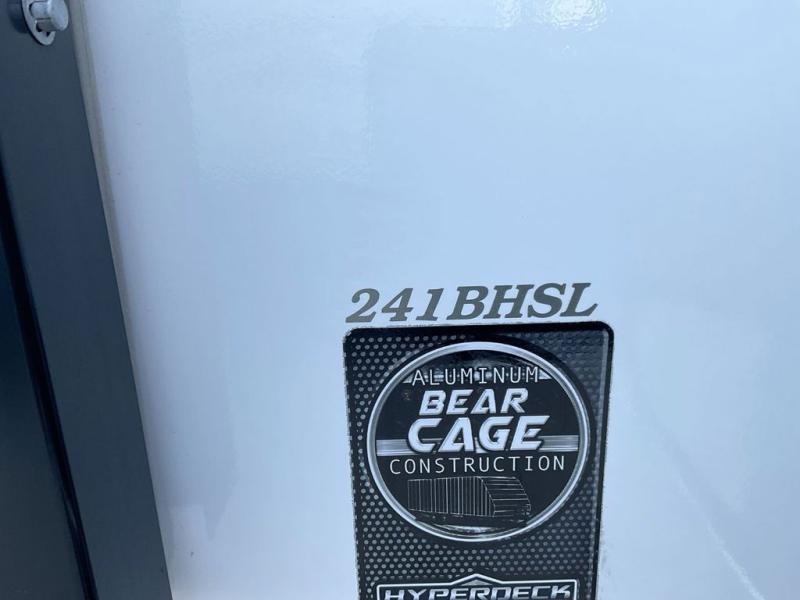 241BHSL
ALUMINUM
BEAR
CAGE
CONSTRUCTION
HYPERDECK